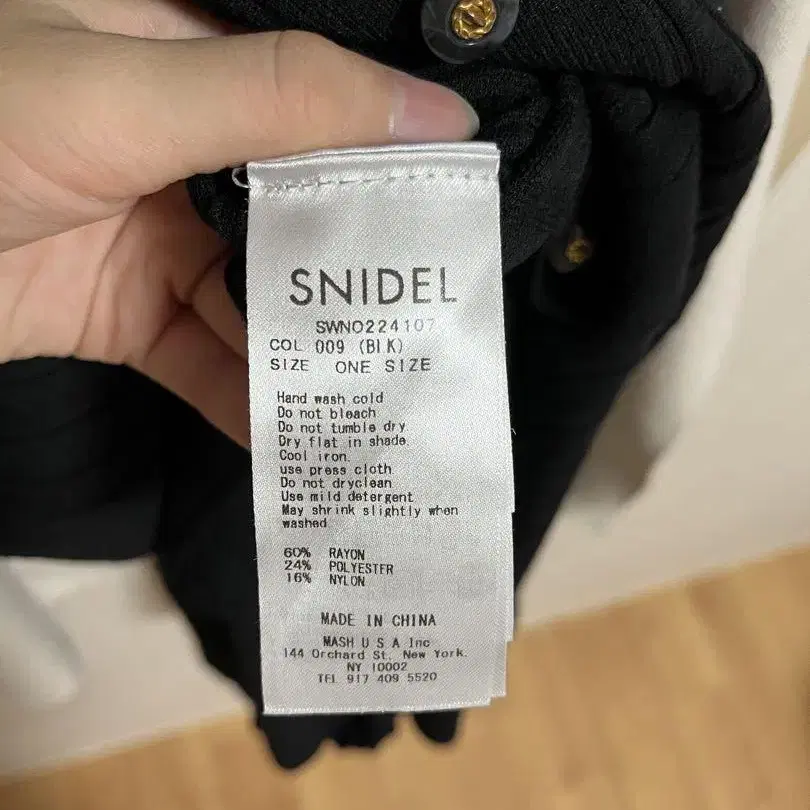 SNIDEL
SWNO224107
COL 009 (BLK)
SIZE ONE SIZE
Hand wash cold
Do not bleach
Do not tumble dry.
Dry flat in shade.
Cool iron.
use press cloth
Do not dryclean
Use mild detergent
May shrink slightly when
washed
60% RAYON
24% POLYESTER
16% NYLON
MADE IN CHINA
MASH U S A Inc
144 Orchard St. New York.
NY 10002
TEL 917 409 5520